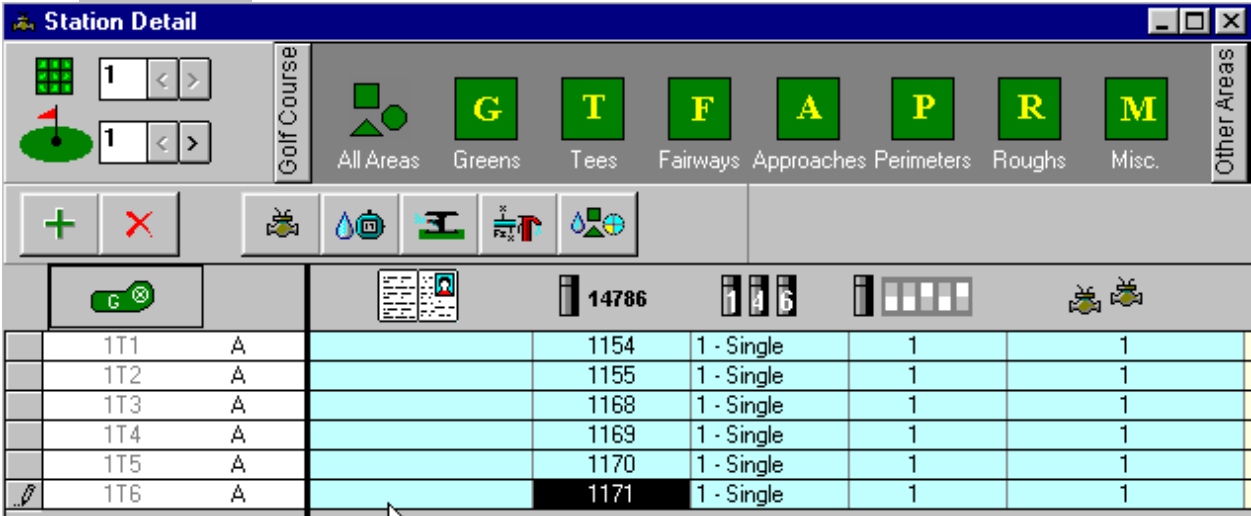 Station Detail
1
1
Golf Course
G T F A P R M
All Areas Greens Tees Fairways Approaches Perimeters Roughs Misc.
Other Areas
G 14786 1 4 6
1T1 A 1154 1 - Single 1 1
1T2 A 1155 1 - Single 1 1
1T3 A 1168 1 - Single 1 1
1T4 A 1169 1 - Single 1 1
1T5 A 1170 1 - Single 1 1
1T6 A 1171 1 - Single 1 1